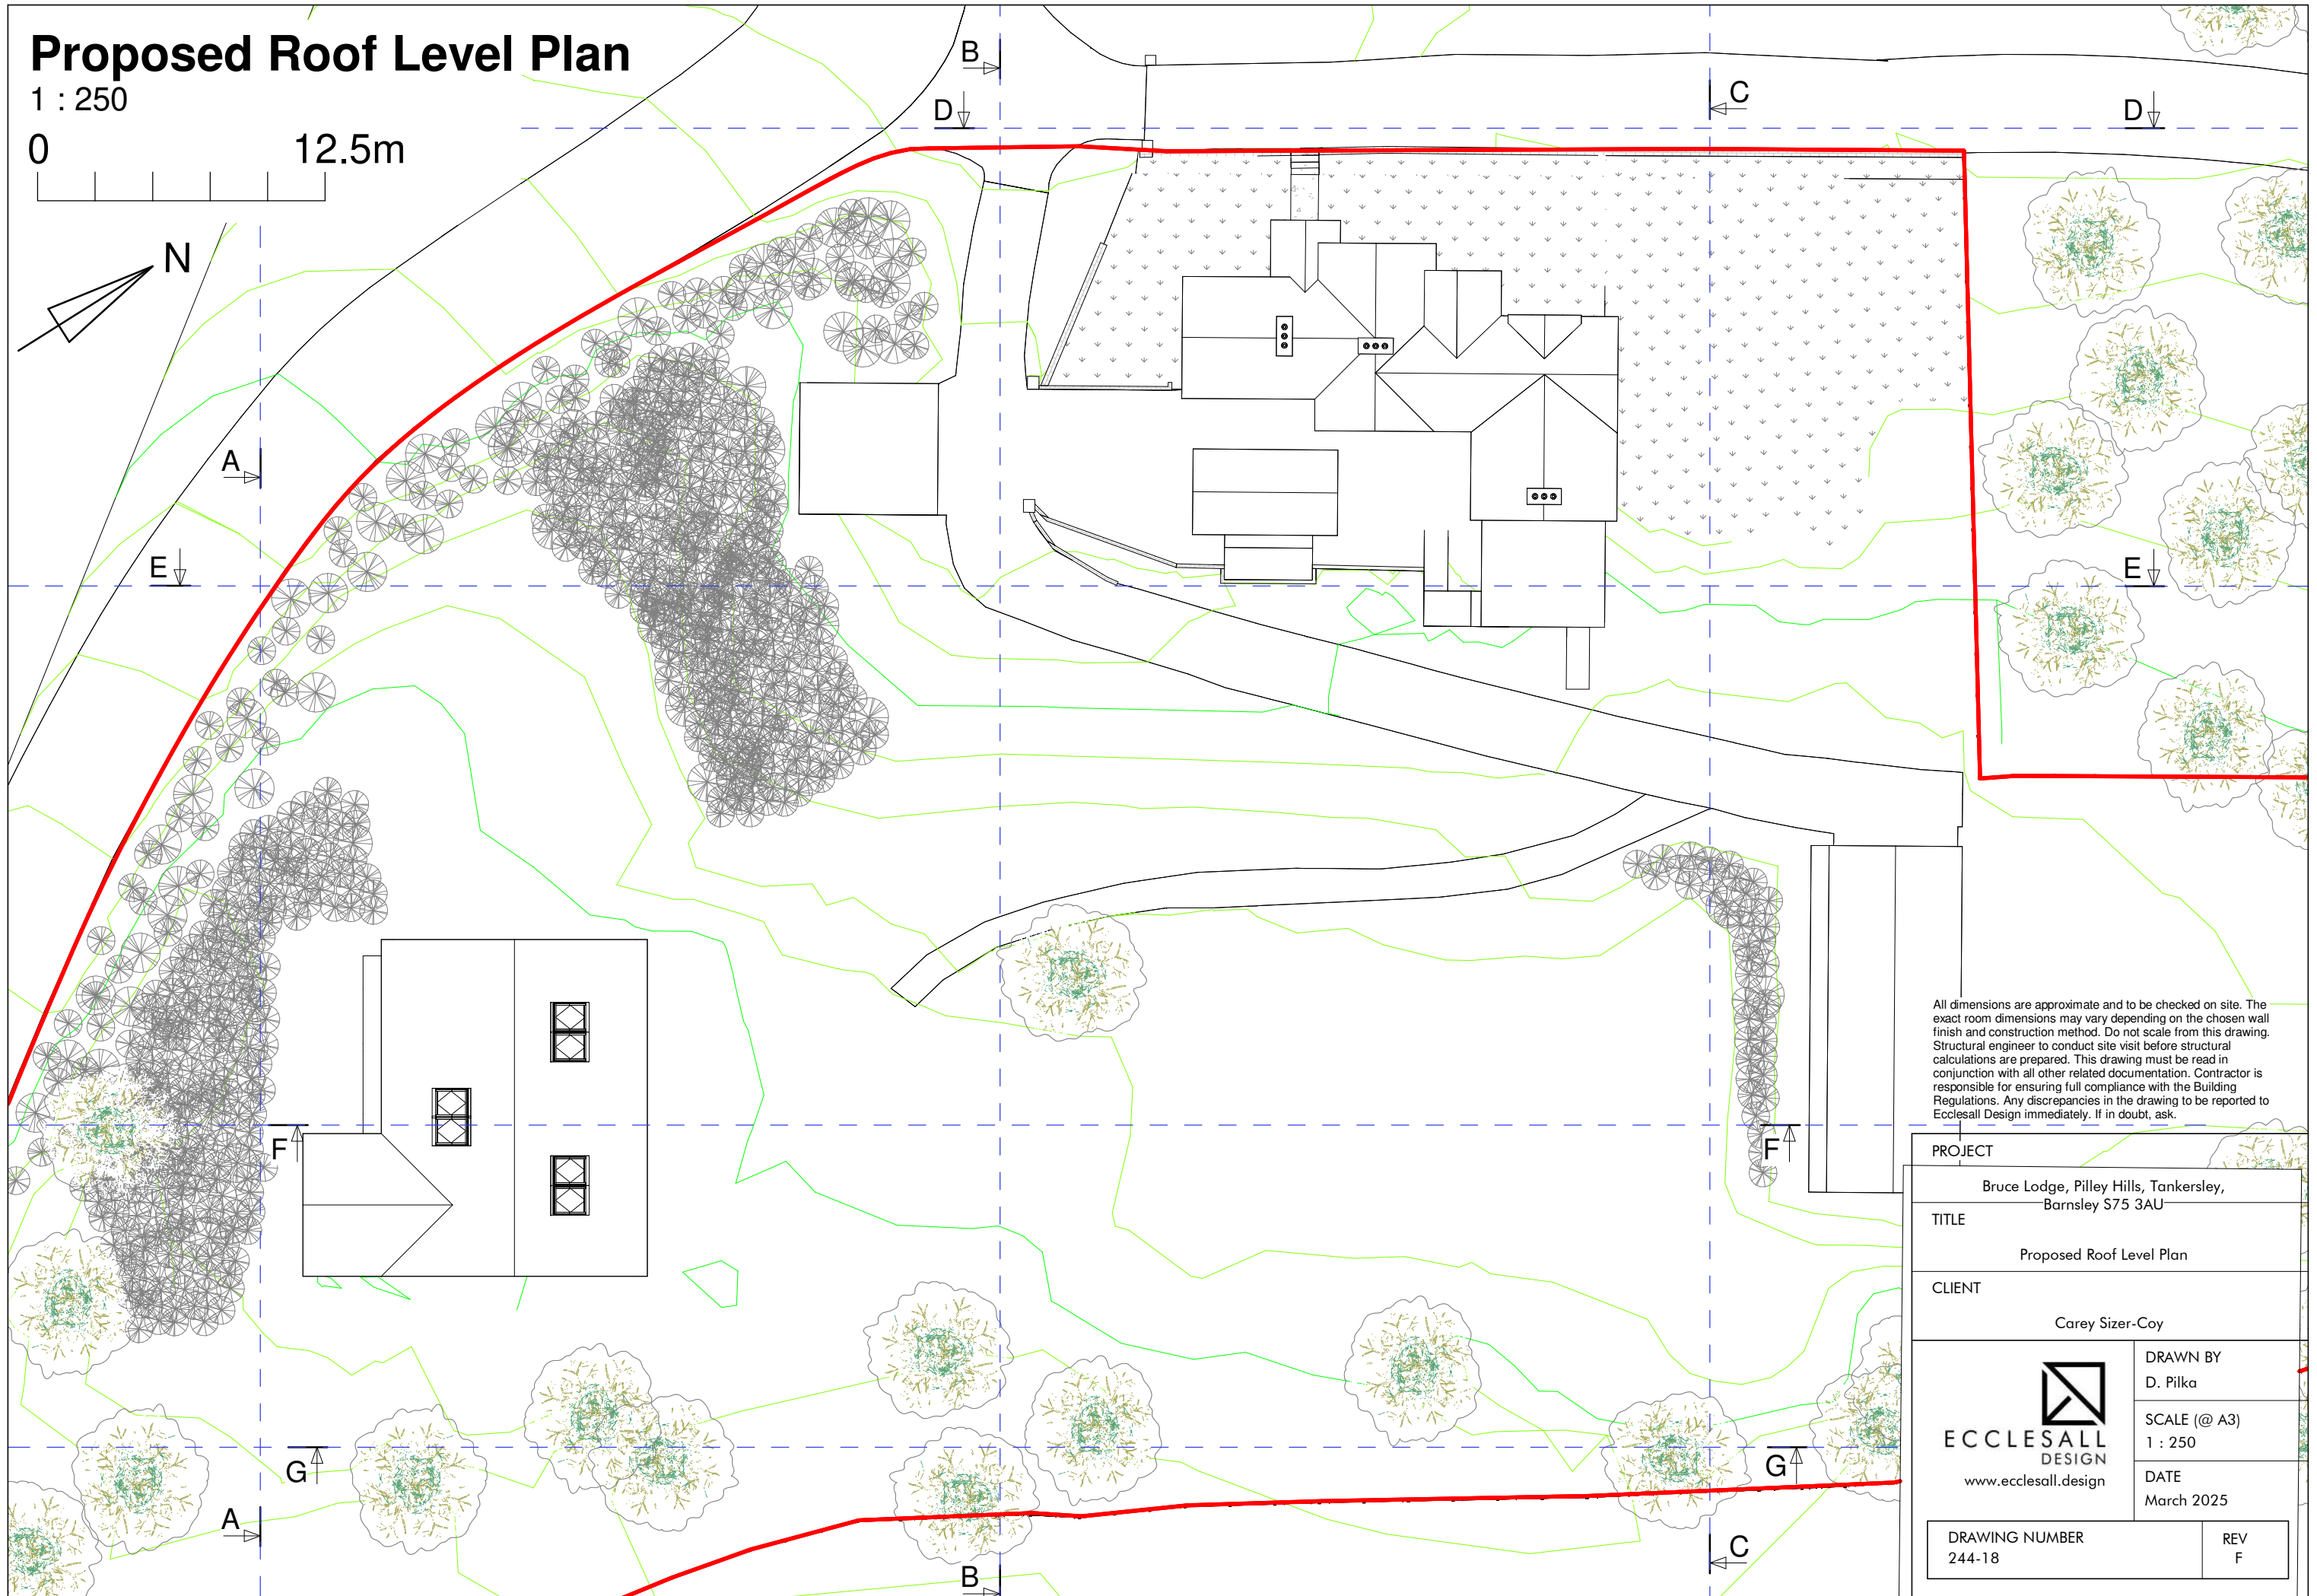 Proposed Roof Level Plan
1 : 250
0 12.5m
N
B
C
D D
A
E E
F F
G G
A
C
B
All dimensions are approximate and to be checked on site. The
exact room dimensions may vary depending on the chosen wall
finish and construction method. Do not scale from this drawing.
Structural engineer to conduct site visit before structural
calculations are prepared. This drawing must be read in
conjunction with all other related documentation. Contractor is
responsible for ensuring full compliance with the Building
Regulations. Any discrepancies in the drawing to be reported to
Ecclesall Design immediately. If in doubt, ask.
PROJECT
Bruce Lodge, Pilley Hills, Tankersley,
Barnsley S75 3AU
TITLE
Proposed Roof Level Plan
CLIENT
Carey Sizer-Coy
ECCLESALL
DESIGN
www.ecclesall.design
DRAWN BY
D. Pilka
SCALE (@ A3)
1 : 250
DATE
March 2025
DRAWING NUMBER
244-18
REV
F